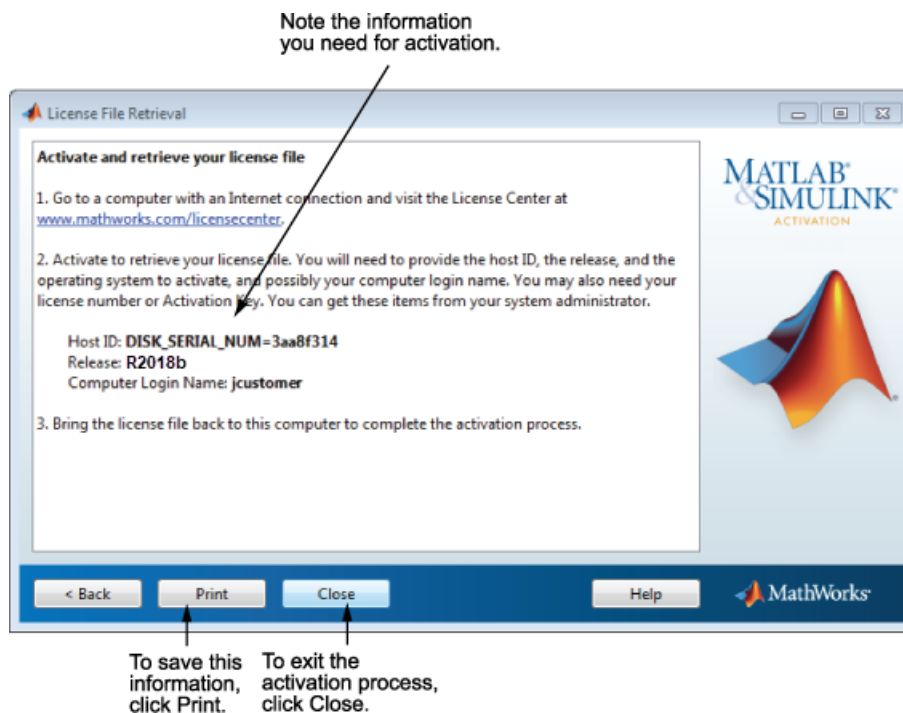 Note the information
you need for activation.
License File Retrieval
Activate and retrieve your license file
1. Go to a computer with an Internet connection and visit the License Center at
www.mathworks.com/licensecenter.
2. Activate to retrieve your license file. You will need to provide the host ID, the release, and the
operating system to activate, and possibly your computer login name. You may also need your
license number or Activation Key. You can get these items from your system administrator.
Host ID: DISK_SERIAL_NUM=3aa8f314
Release: R2018b
Computer Login Name: jcustomer
3. Bring the license file back to this computer to complete the activation process.
MATLAB®
&SIMULINK®
ACTIVATION
< Back
Print
Close
Help
MathWorks®
To save this
information,
click Print.
To exit the
activation process,
click Close.